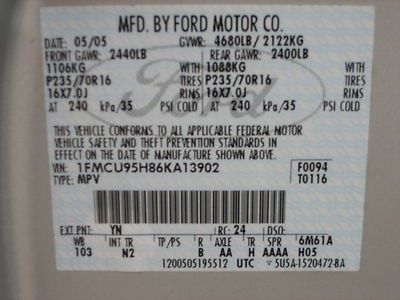 MFD. BY FORD MOTOR CO.
DATE: 05/05 GVWR: 4680LB/2122KG
FRONT GAWR: 2440LB REAR GAWR: 2400LB
1106KG WITH 1088KG WITH
P235/70R16 TIRES P235/70R16 TIRES
16X7.0J RIMS 16X7.0J RIMS
AT 240 kPa/35 PSI COLD AT 240 kPa/35 PSI COLD
Ford
THIS VEHICLE CONFORMS TO ALL APPLICABLE FEDERAL MOTOR
VEHICLE SAFETY AND THEFT PREVENTION STANDARDS IN
EFFECT ON THE DATE OF MANUFACTURE SHOWN ABOVE.
VIN: 1FMCU95H86KA13902 F0094
TYPE: MPV T0116
EXT PNT: YN RC: 24 DSO:
WB INT TR TP/PS R AXLE TR SPR 6M61A
103 N2 B AA H AAAA H05
1200505195512 UTC 5U5A-1520472-BA